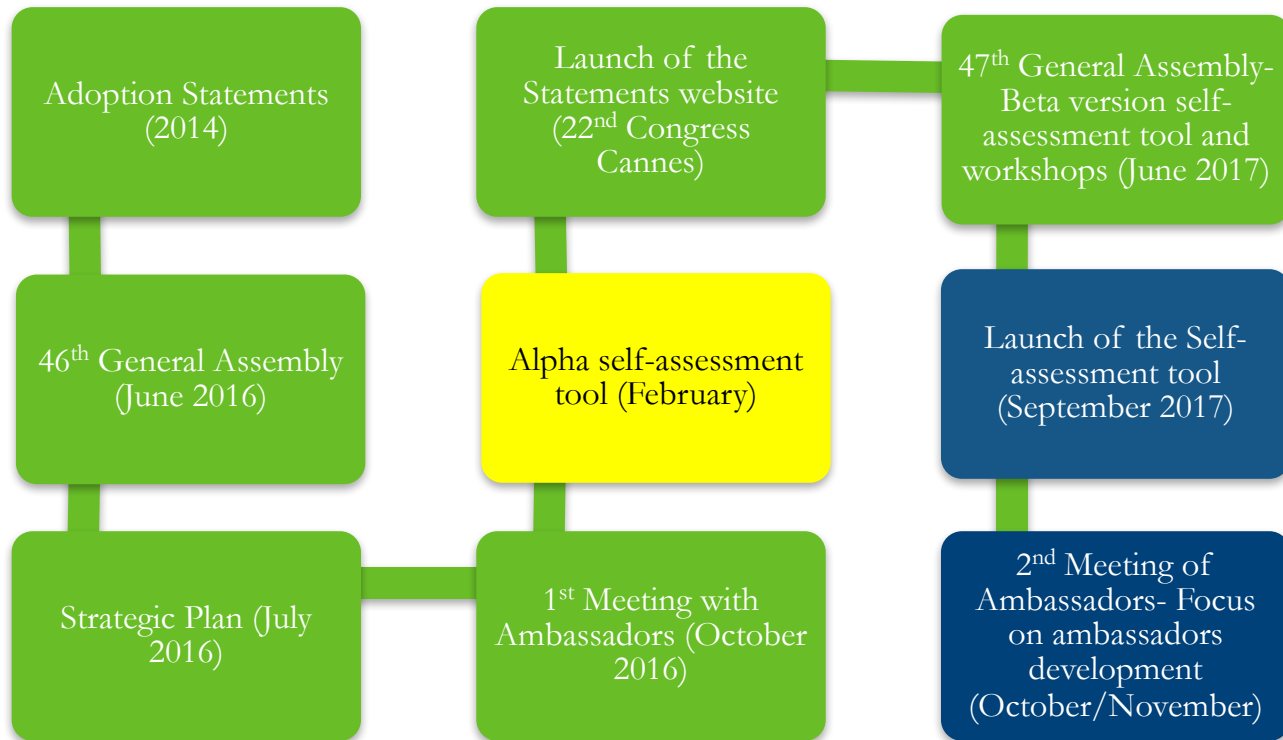 Adoption Statements
(2014)
46th General Assembly
(June 2016)
Strategic Plan (July
2016)
1st Meeting with
Ambassadors (October
2016)
Alpha self-assessment
tool (February)
Launch of the
Statements website
(22nd Congress
Cannes)
47th General Assembly-
Beta version self-
assessment tool and
workshops (June 2017)
Launch of the Self-
assessment tool
(September 2017)
2nd Meeting of
Ambassadors- Focus
on ambassadors
development
(October/November)